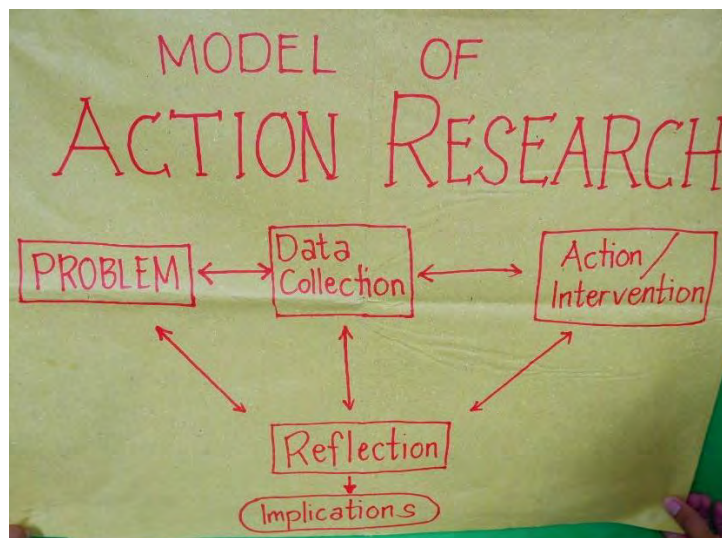 MODEL OF
ACTION RESEARCH
PROBLEM
Data
Collection
Action/
Intervention
Reflection
Implications